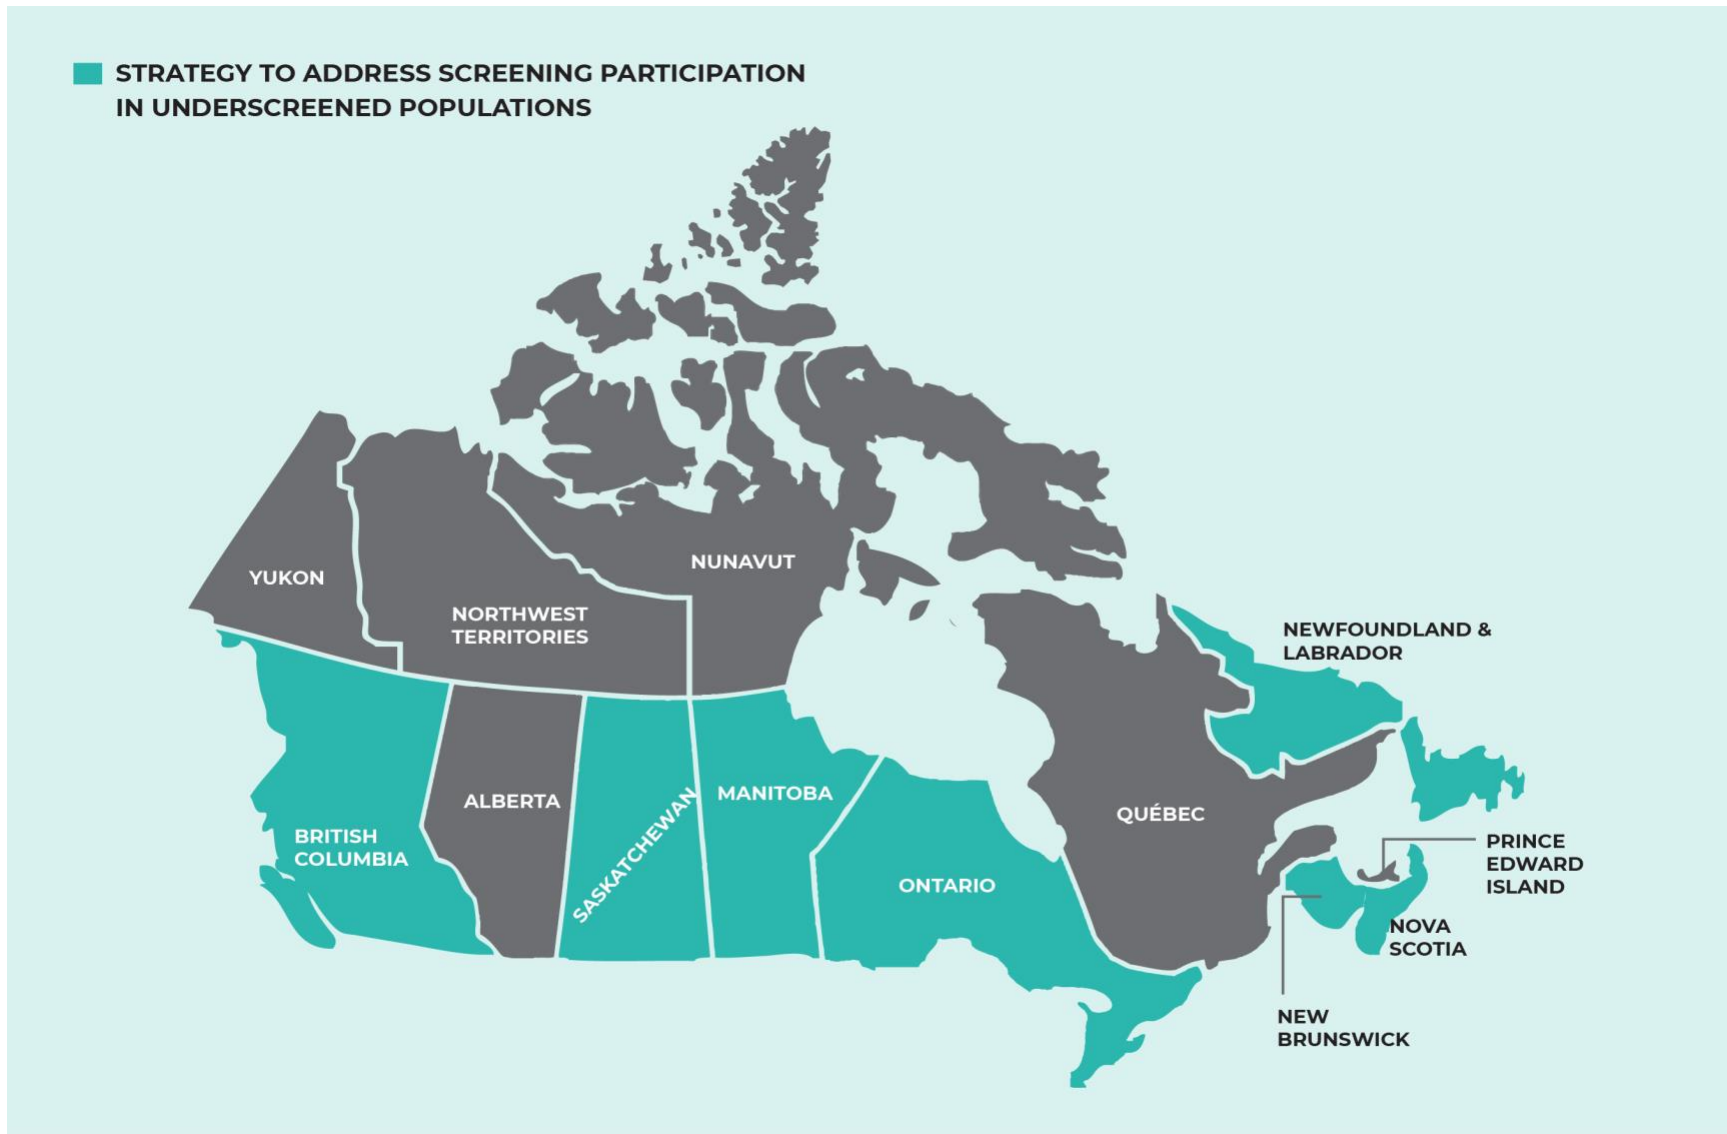 STRATEGY TO ADDRESS SCREENING PARTICIPATION
IN UNDERSCREENED POPULATIONS
YUKON
NORTHWEST
TERRITORIES
NUNAVUT
NEWFOUNDLAND &
LABRADOR
BRITISH
COLUMBIA
ALBERTA
SASKATCHEWAN
MANITOBA
ONTARIO
QUÉBEC
PRINCE
EDWARD
ISLAND
NOVA
SCOTIA
NEW
BRUNSWICK